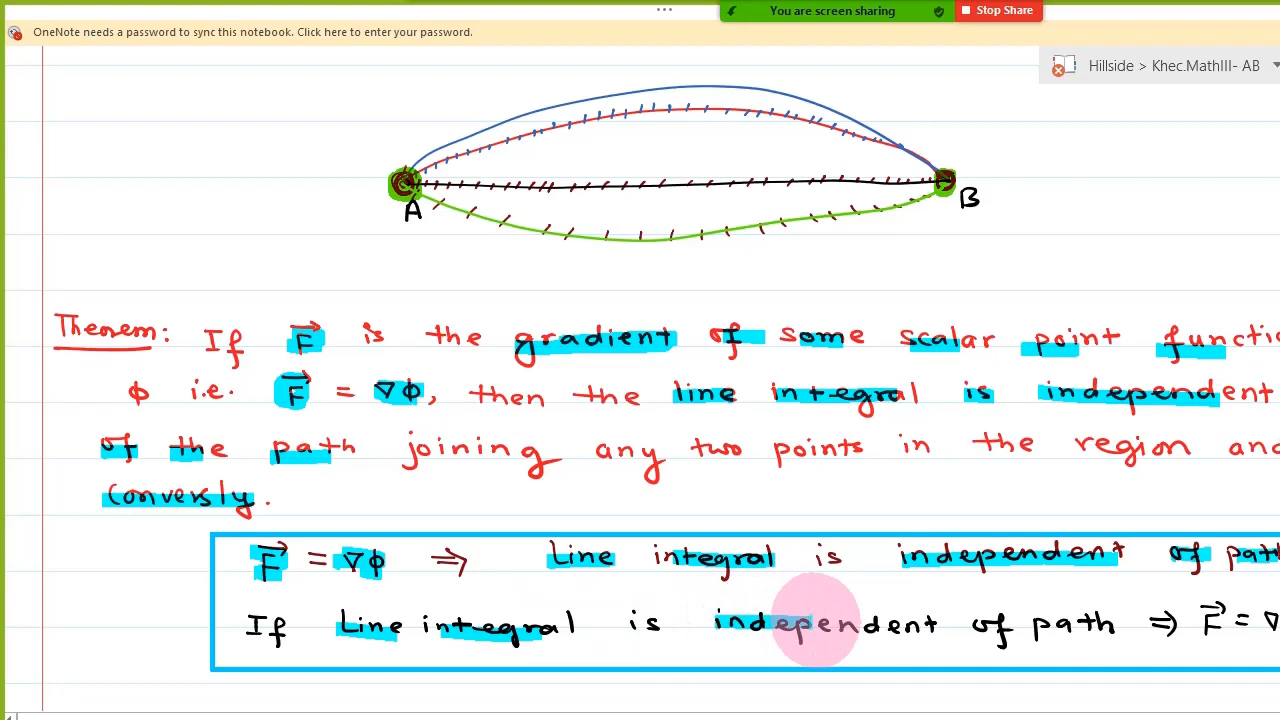 You are screen sharing Stop Share
OneNote needs a password to sync this notebook. Click here to enter your password.
Hillside > Khec.MathIII- AB
A
B
Theorem: If F⃗ is the gradient of some scalar point functio
ϕ i.e. F⃗ = ∇ϕ, then the line integral is independent
of the path joining any two points in the region and
conversly.
F⃗ = ∇ϕ ⇒ Line integral is independent of path
If Line integral is independent of path ⇒ F⃗ = ∇